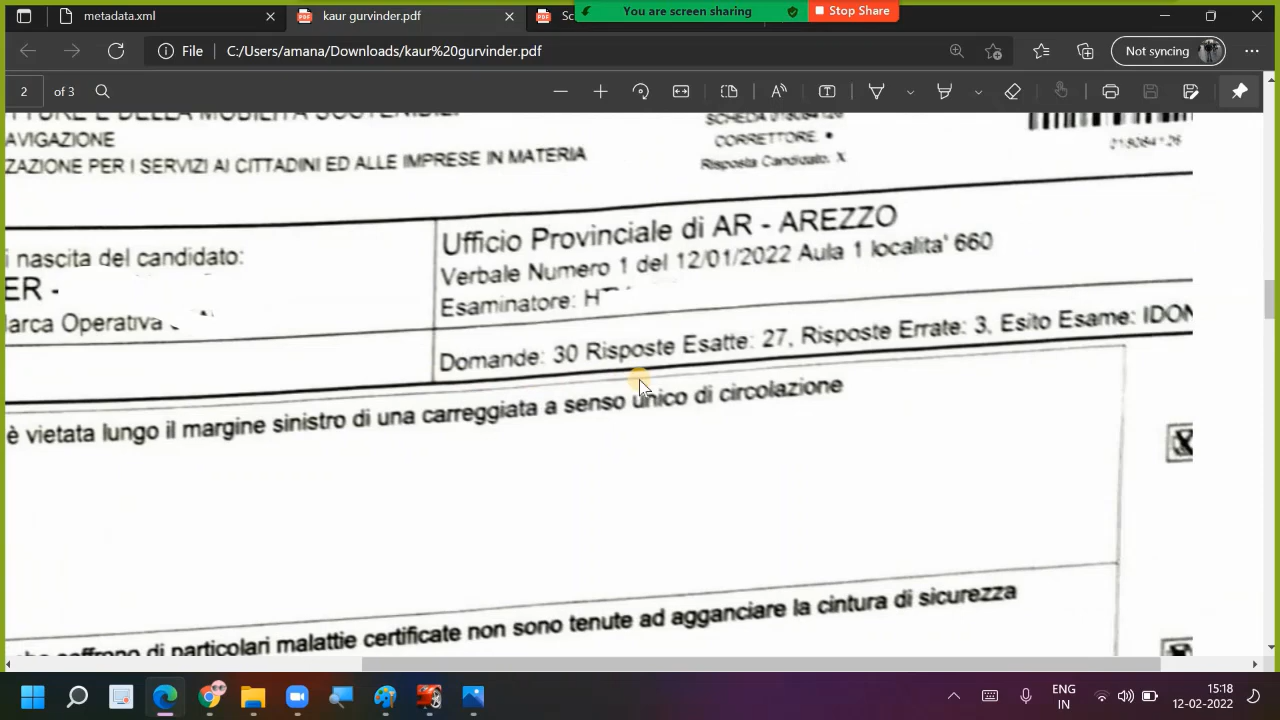 metadata.xml
kaur gurvinder.pdf
You are screen sharing
Stop Share
File
C:/Users/amana/Downloads/kaur%20gurvinder.pdf
Not syncing
2
of 3
AVIGAZIONE
ZAZIONE PER I SERVIZI AI CITTADINI ED ALLE IMPRESE IN MATERIA
CORRETTORE. •
Risposta Candidato, X
i nascita del candidato:
ER -
arca Operativa
Ufficio Provinciale di AR - AREZZO
Verbale Numero 1 del 12/01/2022 Aula 1 localita' 660
Esaminatore: H
Domande: 30 Risposte Esatte: 27, Risposte Errate: 3, Esito Esame: IDON
è vietata lungo il margine sinistro di una carreggiata a senso unico di circolazione
di particolari malattie certificate non sono tenute ad agganciare la cintura di sicurezza
ENG
IN
15:18
12-02-2022